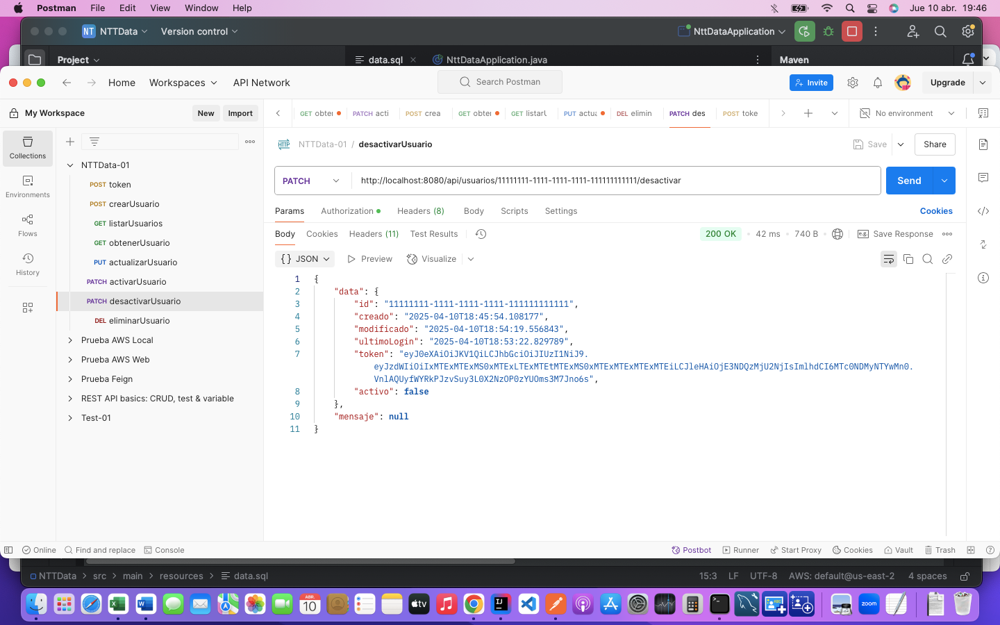 Postman File Edit View Window Help Jue 10 abr. 19:46
NT NTTData Version control NttDataApplication
Project data.sql NttDataApplication.java Maven
Home Workspaces API Network Search Postman Invite Upgrade
My Workspace New Import GET obter PATCH acti POST crea GET obter GET listarU PUT actua DEL elimin PATCH des POST toke No environment
Collections
Environments
Flows
History
NTTData-01
POST token
POST crearUsuario
GET listarUsuarios
GET obtenerUsuario
PUT actualizarUsuario
PATCH activarUsuario
PATCH desactivarUsuario
DEL eliminarUsuario
Prueba AWS Local
Prueba AWS Web
Prueba Feign
REST API basics: CRUD, test & variable
Test-01
HTTP NTTData-01 / desactivarUsuario Save Share
PATCH http://localhost:8080/api/usuarios/11111111-1111-1111-1111-111111111111/desactivar Send
Params Authorization Headers (8) Body Scripts Settings Cookies
Body Cookies Headers (11) Test Results 200 OK 42 ms 740 B e.g. Save Response
{} JSON Preview Visualize
1 {
2 "data": {
3 "id": "11111111-1111-1111-1111-111111111111",
4 "creado": "2025-04-10T18:45:54.108177",
5 "modificado": "2025-04-10T18:54:19.556843",
6 "ultimoLogin": "2025-04-10T18:53:22.829789",
7 "token": "eyJ0eXAiOiJKV1QiLCJhbGciOiJIUzI1NiJ9.
eyJzdWIiOiIxMTExMTExMS0xMTExLTExMTEtMTExMS0xMTExMTExMTExMTEiLCJleHAiOjE3NDQzMjU2NjIsImlhdCI6MTc0NDMyNTYwMn0.
VnlAQUyfWYRkPJzvSuy3L0X2NzOP0zYUOms3M7Jno6s",
8 "activo": false
9 },
10 "mensaje": null
11 }
Online Find and replace Console Postbot Runner Start Proxy Cookies Vault Trash
NTTData src main resources data.sql 15:3 LF UTF-8 AWS: default@us-east-2 4 spaces
ABR.
10
tv
zoom